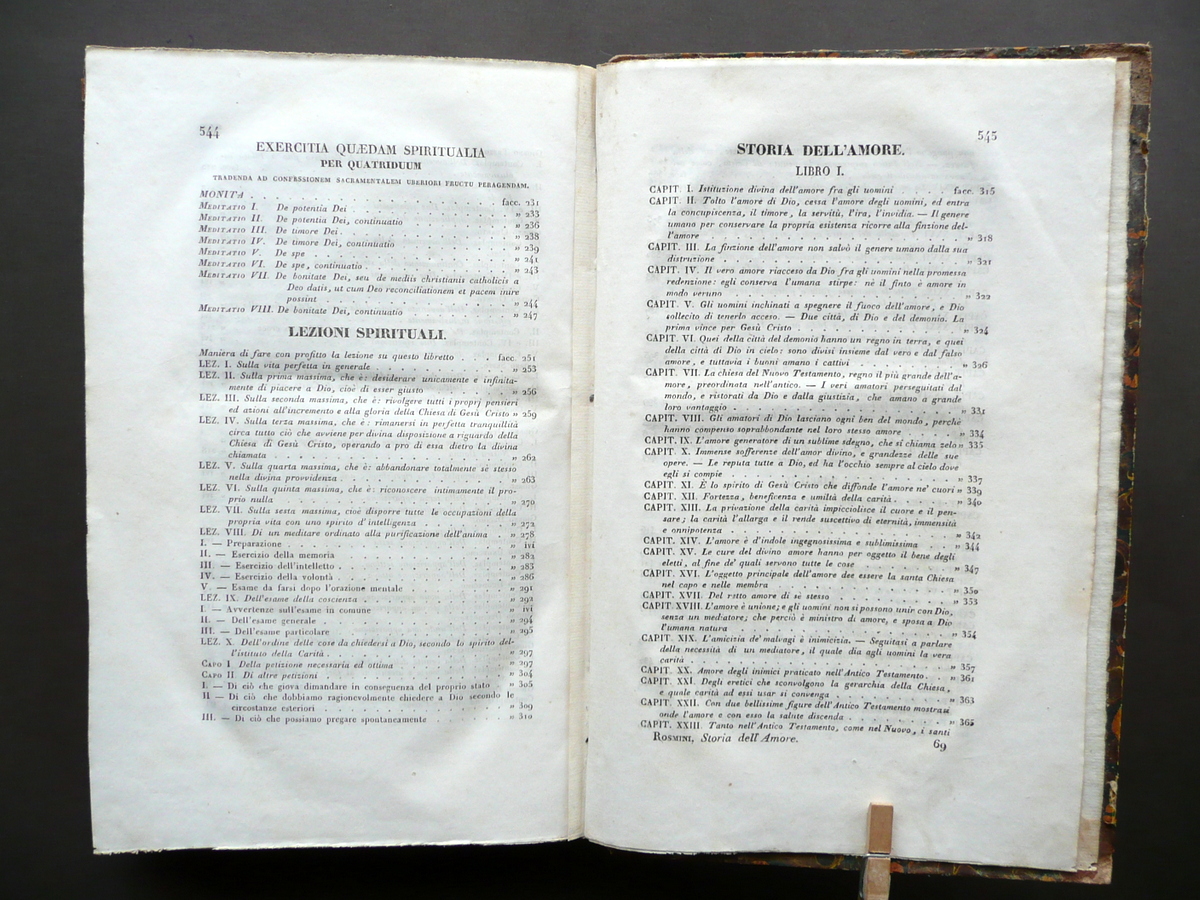 544
EXERCITIA QUÆDAM SPIRITUALIA
PER QUATRIDUUM
TRADENDA AD CONFESSIONEM SACRAMENTALEM UBERIORI FRUCTU PERAGENDAM.
MONITA . . . . . . . . . . facc. 231
MEDITATIO I. De potentia Dei . . . . . . . . » 233
MEDITATIO II. De potentia Dei, continuatio . . . . . . » 236
MEDITATIO III. De timore Dei . . . . . . . . » 238
MEDITATIO IV. De timore Dei, continuatio . . . . . . » 239
MEDITATIO V. De spe . . . . . . . . . » 241
MEDITATIO VI. De spe, continuatio . . . . . . . » 243
MEDITATIO VII. De bonitate Dei, seu de mediis christianis catholicis a
Deo datis, ut cum Deo reconciliationem et pacem inire
possint . . . . . . . . . » 244
MEDITATIO VIII. De bonitate Dei, continuatio . . . . . . » 247
LEZIONI SPIRITUALI.
Maniera di fare con profitto la lezione su questo libretto . . . facc. 251
LEZ. I. Sulla vita perfetta in generale . . . . . . » 253
LEZ. II. Sulla prima massima, che è: desiderare unicamente e infinita-
mente di piacere a Dio, cioè di esser giusto . . . . » 256
LEZ. III. Sulla seconda massima, che è: rivolgere tutti i proprj pensieri
ed azioni all'incremento e alla gloria della Chiesa di Gesù Cristo » 259
LEZ. IV. Sulla terza massima, che è: rimanersi in perfetta tranquillità
circa tutto ciò che avviene per divina disposizione a riguardo della
Chiesa di Gesù Cristo, operando a pro di essa dietro la divina
chiamata . . . . . . . . . . » 262
LEZ. V. Sulla quarta massima, che è: abbandonare totalmente sè stesso
nella divina provvidenza . . . . . . . . » 263
LEZ. VI. Sulla quinta massima, che è: riconoscere intimamente il pro-
prio nulla . . . . . . . . . . » 270
LEZ. VII. Sulla sesta massima, cioè disporre tutte le occupazioni della
propria vita con uno spirito d'intelligenza . . . . . » 272
LEZ. VIII. Di un meditare ordinato alla purificazione dell'anima . . » 278
I. — Preparazione . . . . . . . . . » ivi
II. — Esercizio della memoria . . . . . . . » 282
III. — Esercizio dell'intelletto . . . . . . . . » 283
IV. — Esercizio della volontà . . . . . . . . » 286
V. — Esame da farsi dopo l'orazione mentale . . . . . » 291
LEZ. IX. Dell'esame della coscienza . . . . . . . » 292
I. — Avvertenze sull'esame in comune . . . . . . » ivi
II. — Dell'esame generale . . . . . . . . » 294
III. — Dell'esame particolare . . . . . . . » 295
LEZ. X. Dell'ordine delle cose da chiedersi a Dio, secondo lo spirito del-
l'istituto della Carità . . . . . . . . » 297
CAPO I Della petizione necessaria ed ottima . . . . . » 297
CAPO II Di altre petizioni . . . . . . . . » 304
I. — Di ciò che giova dimandare in conseguenza del proprio stato . » 305
II — Di ciò che dobbiamo ragionevolmente chiedere a Dio secondo le
circostanze esteriori . . . . . . . . » 309
III. — Di ciò che possiamo pregare spontaneamente . . . . » 310
545
STORIA DELL'AMORE.
LIBRO I.
CAPIT. I. Istituzione divina dell'amore fra gli uomini . . . . facc. 315
CAPIT. II. Tolto l'amore di Dio, cessa l'amore degli uomini, ed entra
la concupiscenza, il timore, la servitù, l'ira, l'invidia. — Il genere
umano per conservare la propria esistenza ricorre alla finzione del-
l'amore . . . . . . . . . . . » 318
CAPIT. III. La finzione dell'amore non salvò il genere umano dalla sua
distruzione . . . . . . . . . . » 321
CAPIT. IV. Il vero amore riacceso da Dio fra gli uomini nella promessa
redenzione: egli conserva l'umana stirpe: nè il finto è amore in
modo veruno . . . . . . . . . . » 322
CAPIT. V. Gli uomini inchinati a spegnere il fuoco dell'amore, e Dio
sollecito di tenerlo acceso. — Due città, di Dio e del demonio. La
prima vince per Gesù Cristo . . . . . . . » 324
CAPIT. VI. Quei della città del demonio hanno un regno in terra, e quei
della città di Dio in cielo: sono divisi insieme dal vero e dal falso
amore, e tuttavia i buoni amano i cattivi . . . . . » 326
CAPIT. VII. La chiesa del Nuovo Testamento, regno il più grande dell'a-
more, preordinata nell'antico. — I veri amatori perseguitati dal
mondo, e ristorati da Dio e dalla giustizia, che amano a grande
loro vantaggio . . . . . . . . . . » 331
CAPIT. VIII. Gli amatori di Dio lasciano ogni ben del mondo, perchè
hanno compenso soprabbondante nel loro stesso amore . . . » 334
CAPIT. IX. L'amore generatore di un sublime sdegno, che si chiama zelo » 335
CAPIT. X. Immense sofferenze dell'amor divino, e grandezze delle sue
opere. — Le reputa tutte a Dio, ed ha l'occhio sempre al cielo dove
egli si compie . . . . . . . . . . » 337
CAPIT. XI. È lo spirito di Gesù Cristo che diffonde l'amore ne' cuori » 339
CAPIT. XII. Fortezza, beneficenza e umiltà della carità . . . . » 340
CAPIT. XIII. La privazione della carità impicciolisce il cuore e il pen-
sare; la carità l'allarga e il rende suscettivo di eternità, immensità
e onnipotenza . . . . . . . . . . » 342
CAPIT. XIV. L'amore è d'indole ingegnosissima e sublimissima . . » 344
CAPIT. XV. Le cure del divino amore hanno per oggetto il bene degli
eletti, al fine de' quali servono tutte le cose . . . . » 347
CAPIT. XVI. L'oggetto principale dell'amore dee essere la santa Chiesa
nel capo e nelle membra . . . . . . . . » 350
CAPIT. XVII. Del retto amore di sè stesso . . . . . . » 353
CAPIT. XVIII. L'amore è unione; e gli uomini non si possono unir con Dio,
senza un mediatore; che perciò è ministro di amore, e sposa a Dio
l'umana natura . . . . . . . . . . » 354
CAPIT. XIX. L'amicizia de' malvagi è inimicizia. — Seguitasi a parlare
della necessità di un mediatore, il quale dia agli uomini la vera
carità . . . . . . . . . . . » 357
CAPIT. XX. Amore degli inimici praticato nell'Antico Testamento. . . » 361
CAPIT. XXI. Degli eretici che sconvolgono la gerarchia della Chiesa,
e quale carità ad essi usar si convenga . . . . . . » 363
CAPIT. XXII. Con due bellissime figure dell'Antico Testamento mostrasi
onde l'amore e con esso la salute discenda . . . . . » 365
CAPIT. XXIII. Tanto nell'Antico Testamento, come nel Nuovo, i santi
ROSMINI, Storia dell'Amore.
69